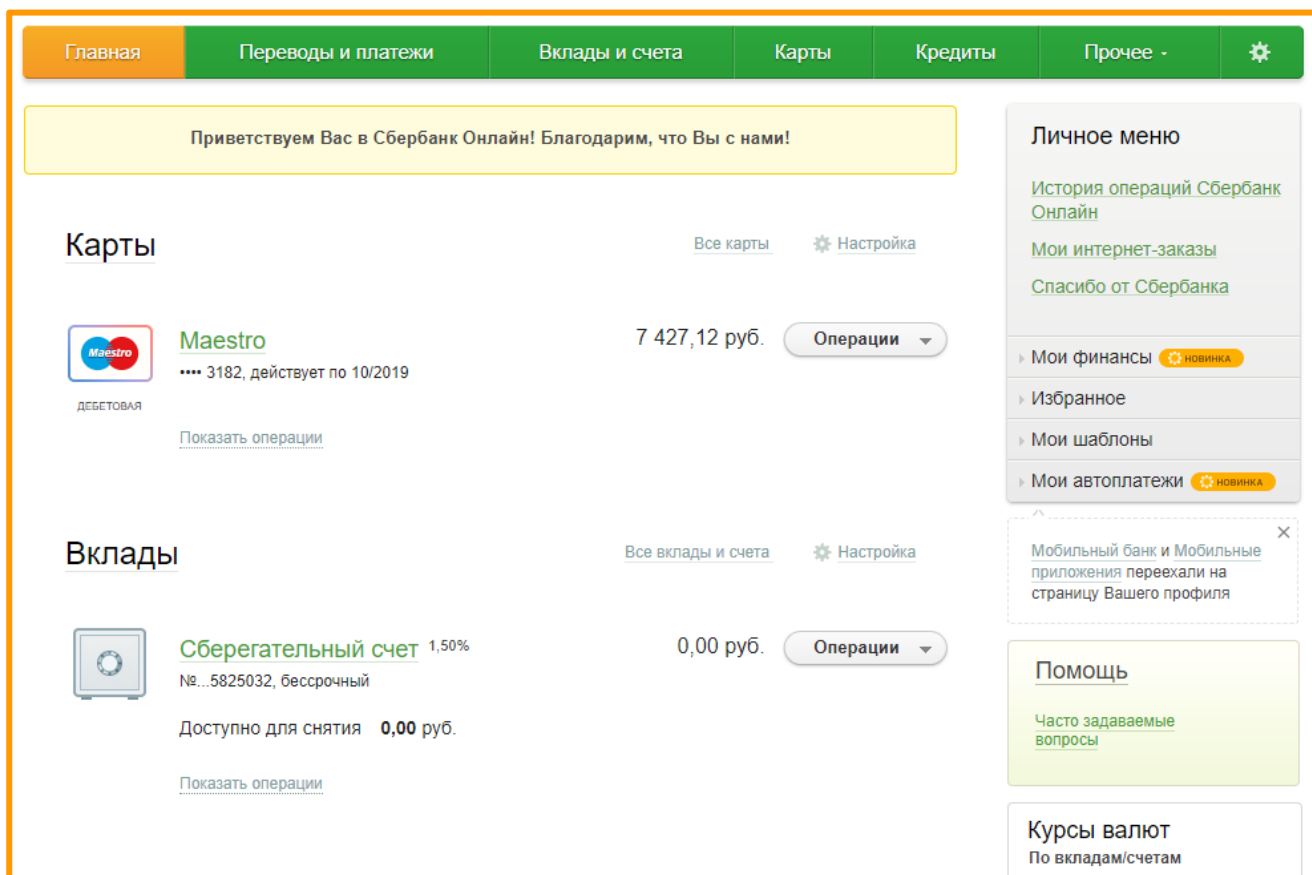 Главная Переводы и платежи Вклады и счета Карты Кредиты Прочее
Приветствуем Вас в Сбербанк Онлайн! Благодарим, что Вы с нами!
Карты Все карты Настройка
Maestro
Maestro 7 427,12 руб. Операции
•••• 3182, действует по 10/2019
ДЕБЕТОВАЯ
Показать операции
Вклады Все вклады и счета Настройка
Сберегательный счет 1,50% 0,00 руб. Операции
№...5825032, бессрочный
Доступно для снятия 0,00 руб.
Показать операции
Личное меню
История операций Сбербанк
Онлайн
Мои интернет-заказы
Спасибо от Сбербанка
Мои финансы НОВИНКА
Избранное
Мои шаблоны
Мои автоплатежи НОВИНКА
Мобильный банк и Мобильные
приложения переехали на
страницу Вашего профиля
Помощь
Часто задаваемые
вопросы
Курсы валют
По вкладам/счетам